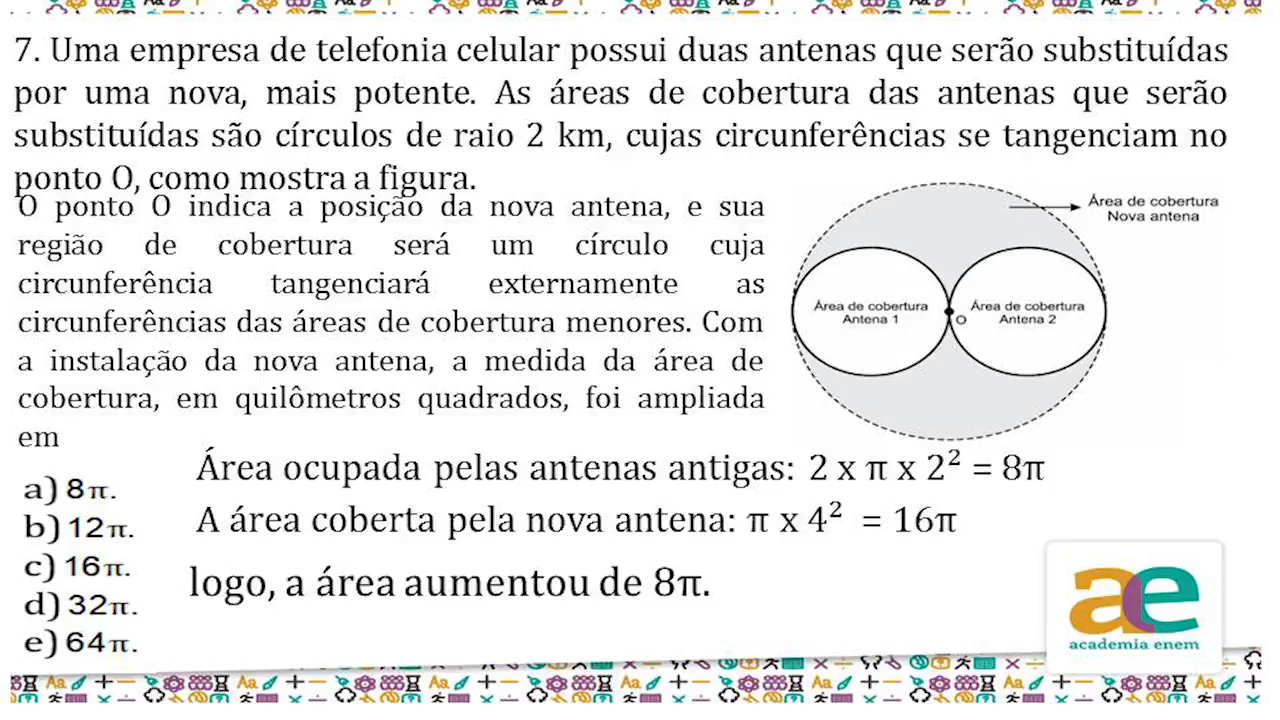 7. Uma empresa de telefonia celular possui duas antenas que serão substituídas
por uma nova, mais potente. As áreas de cobertura das antenas que serão
substituídas são círculos de raio 2 km, cujas circunferências se tangenciam no
ponto O, como mostra a figura.
O ponto O indica a posição da nova antena, e sua
região de cobertura será um círculo cuja
circunferência tangenciará externamente as
circunferências das áreas de cobertura menores. Com
a instalação da nova antena, a medida da área de
cobertura, em quilômetros quadrados, foi ampliada
em
Área de cobertura
Nova antena
Área de cobertura
Antena 1
O
Área de cobertura
Antena 2
a) 8π.
b) 12π.
c) 16π.
d) 32π.
e) 64π.
Área ocupada pelas antenas antigas: 2 x π x 2² = 8π
A área coberta pela nova antena: π x 4² = 16π
logo, a área aumentou de 8π.
ae
academia enem